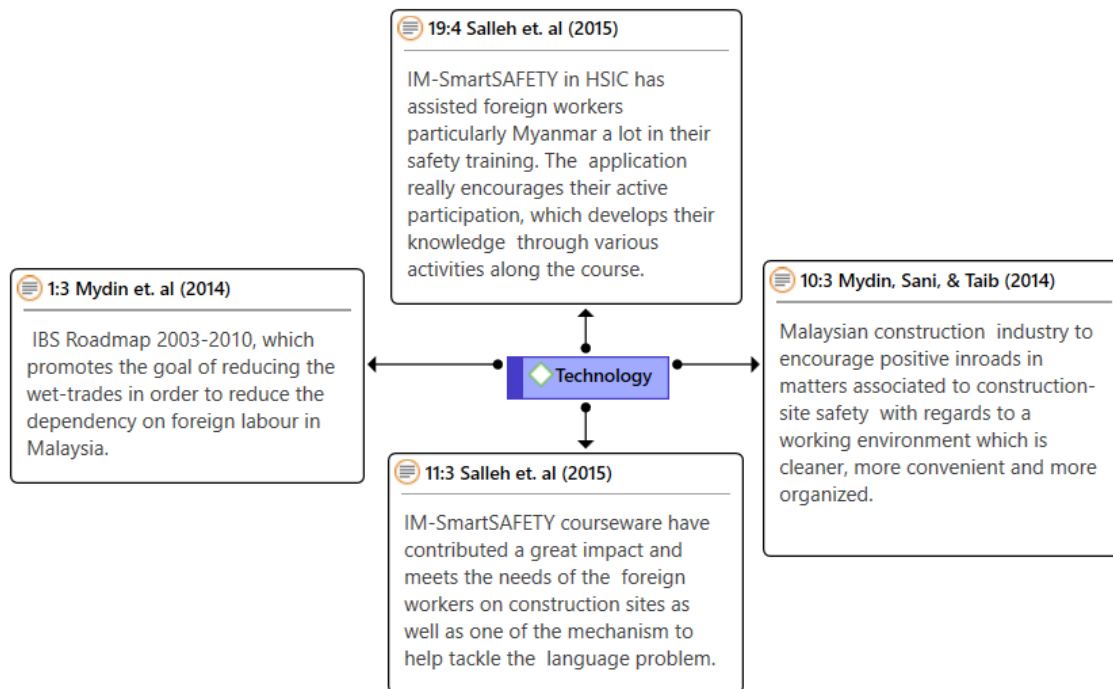 19:4 Salleh et. al (2015)
IM-SmartSAFETY in HSIC has
assisted foreign workers
particularly Myanmar a lot in their
safety training. The  application
really encourages their active
participation, which develops their
knowledge  through various
activities along the course.
1:3 Mydin et. al (2014)
IBS Roadmap 2003-2010, which
promotes the goal of reducing the
wet-trades in order to reduce the
dependency on foreign labour in
Malaysia.
Technology
10:3 Mydin, Sani, & Taib (2014)
Malaysian construction  industry to
encourage positive inroads in
matters associated to construction-
site safety  with regards to a
working environment which is
cleaner, more convenient and more
organized.
11:3 Salleh et. al (2015)
IM-SmartSAFETY courseware have
contributed a great impact and
meets the needs of the  foreign
workers on construction sites as
well as one of the mechanism to
help tackle the  language problem.